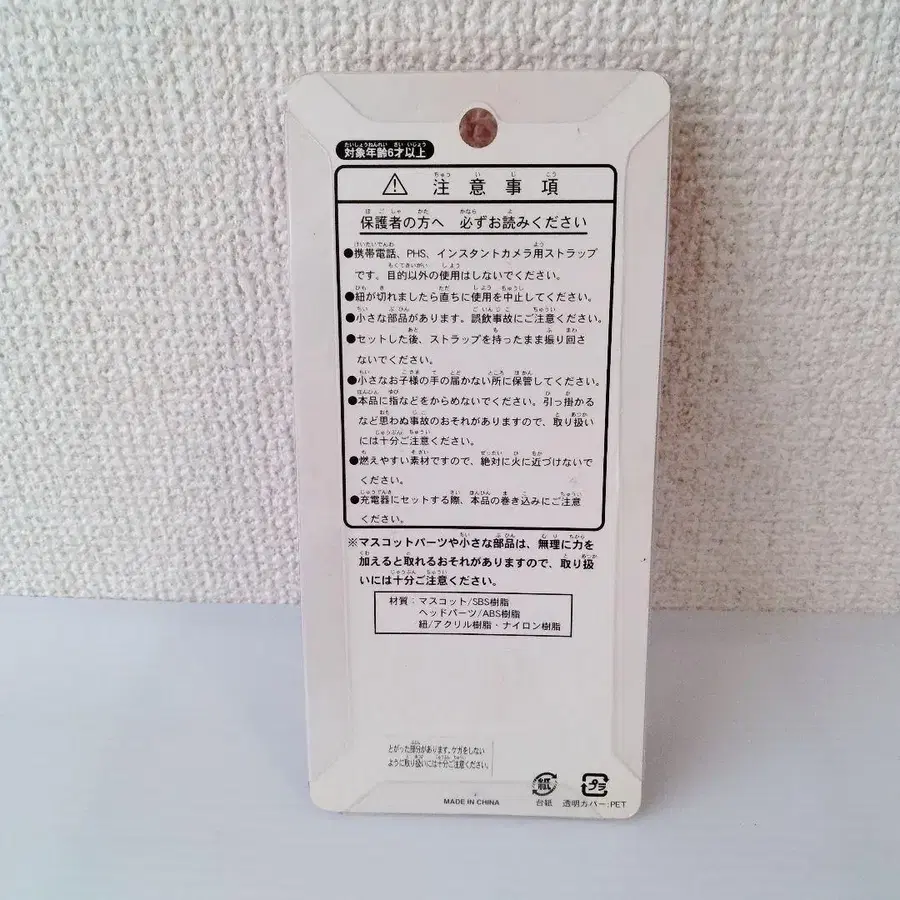 対象年齢6才以上
⚠ 注意事項
保護者の方へ 必ずお読みください
●携帯電話、PHS、インスタントカメラ用ストラップ
です、目的以外の使用はしないでください。
●紐が切れましたら直ちに使用を中止してください。
●小さな部品があります。誤飲事故にご注意ください。
●セットした後、ストラップを持ったまま振り回さ
ないでください。
●小さなお子様の手の届かない所に保管してください。
●本品に指などをからめないでください。引っ掛かる
など思わぬ事故のおそれがありますので、取り扱い
には十分ご注意ください。
●燃えやすい素材ですので、絶対に火に近づけないで
ください。
●充電器にセットする際、本品の巻き込みにご注意
ください。
※マスコットパーツや小さな部品は、無理に力を
加えると取れるおそれがありますので、取り扱
いには十分ご注意ください。
材質：マスコット/SBS樹脂
ヘッドパーツ/ABS樹脂
紐/アクリル樹脂・ナイロン樹脂
とがった部分があります。ケガをしない
ように取り扱いには十分ご注意ください。
紙 プラ
MADE IN CHINA 台紙 透明カバー:PET